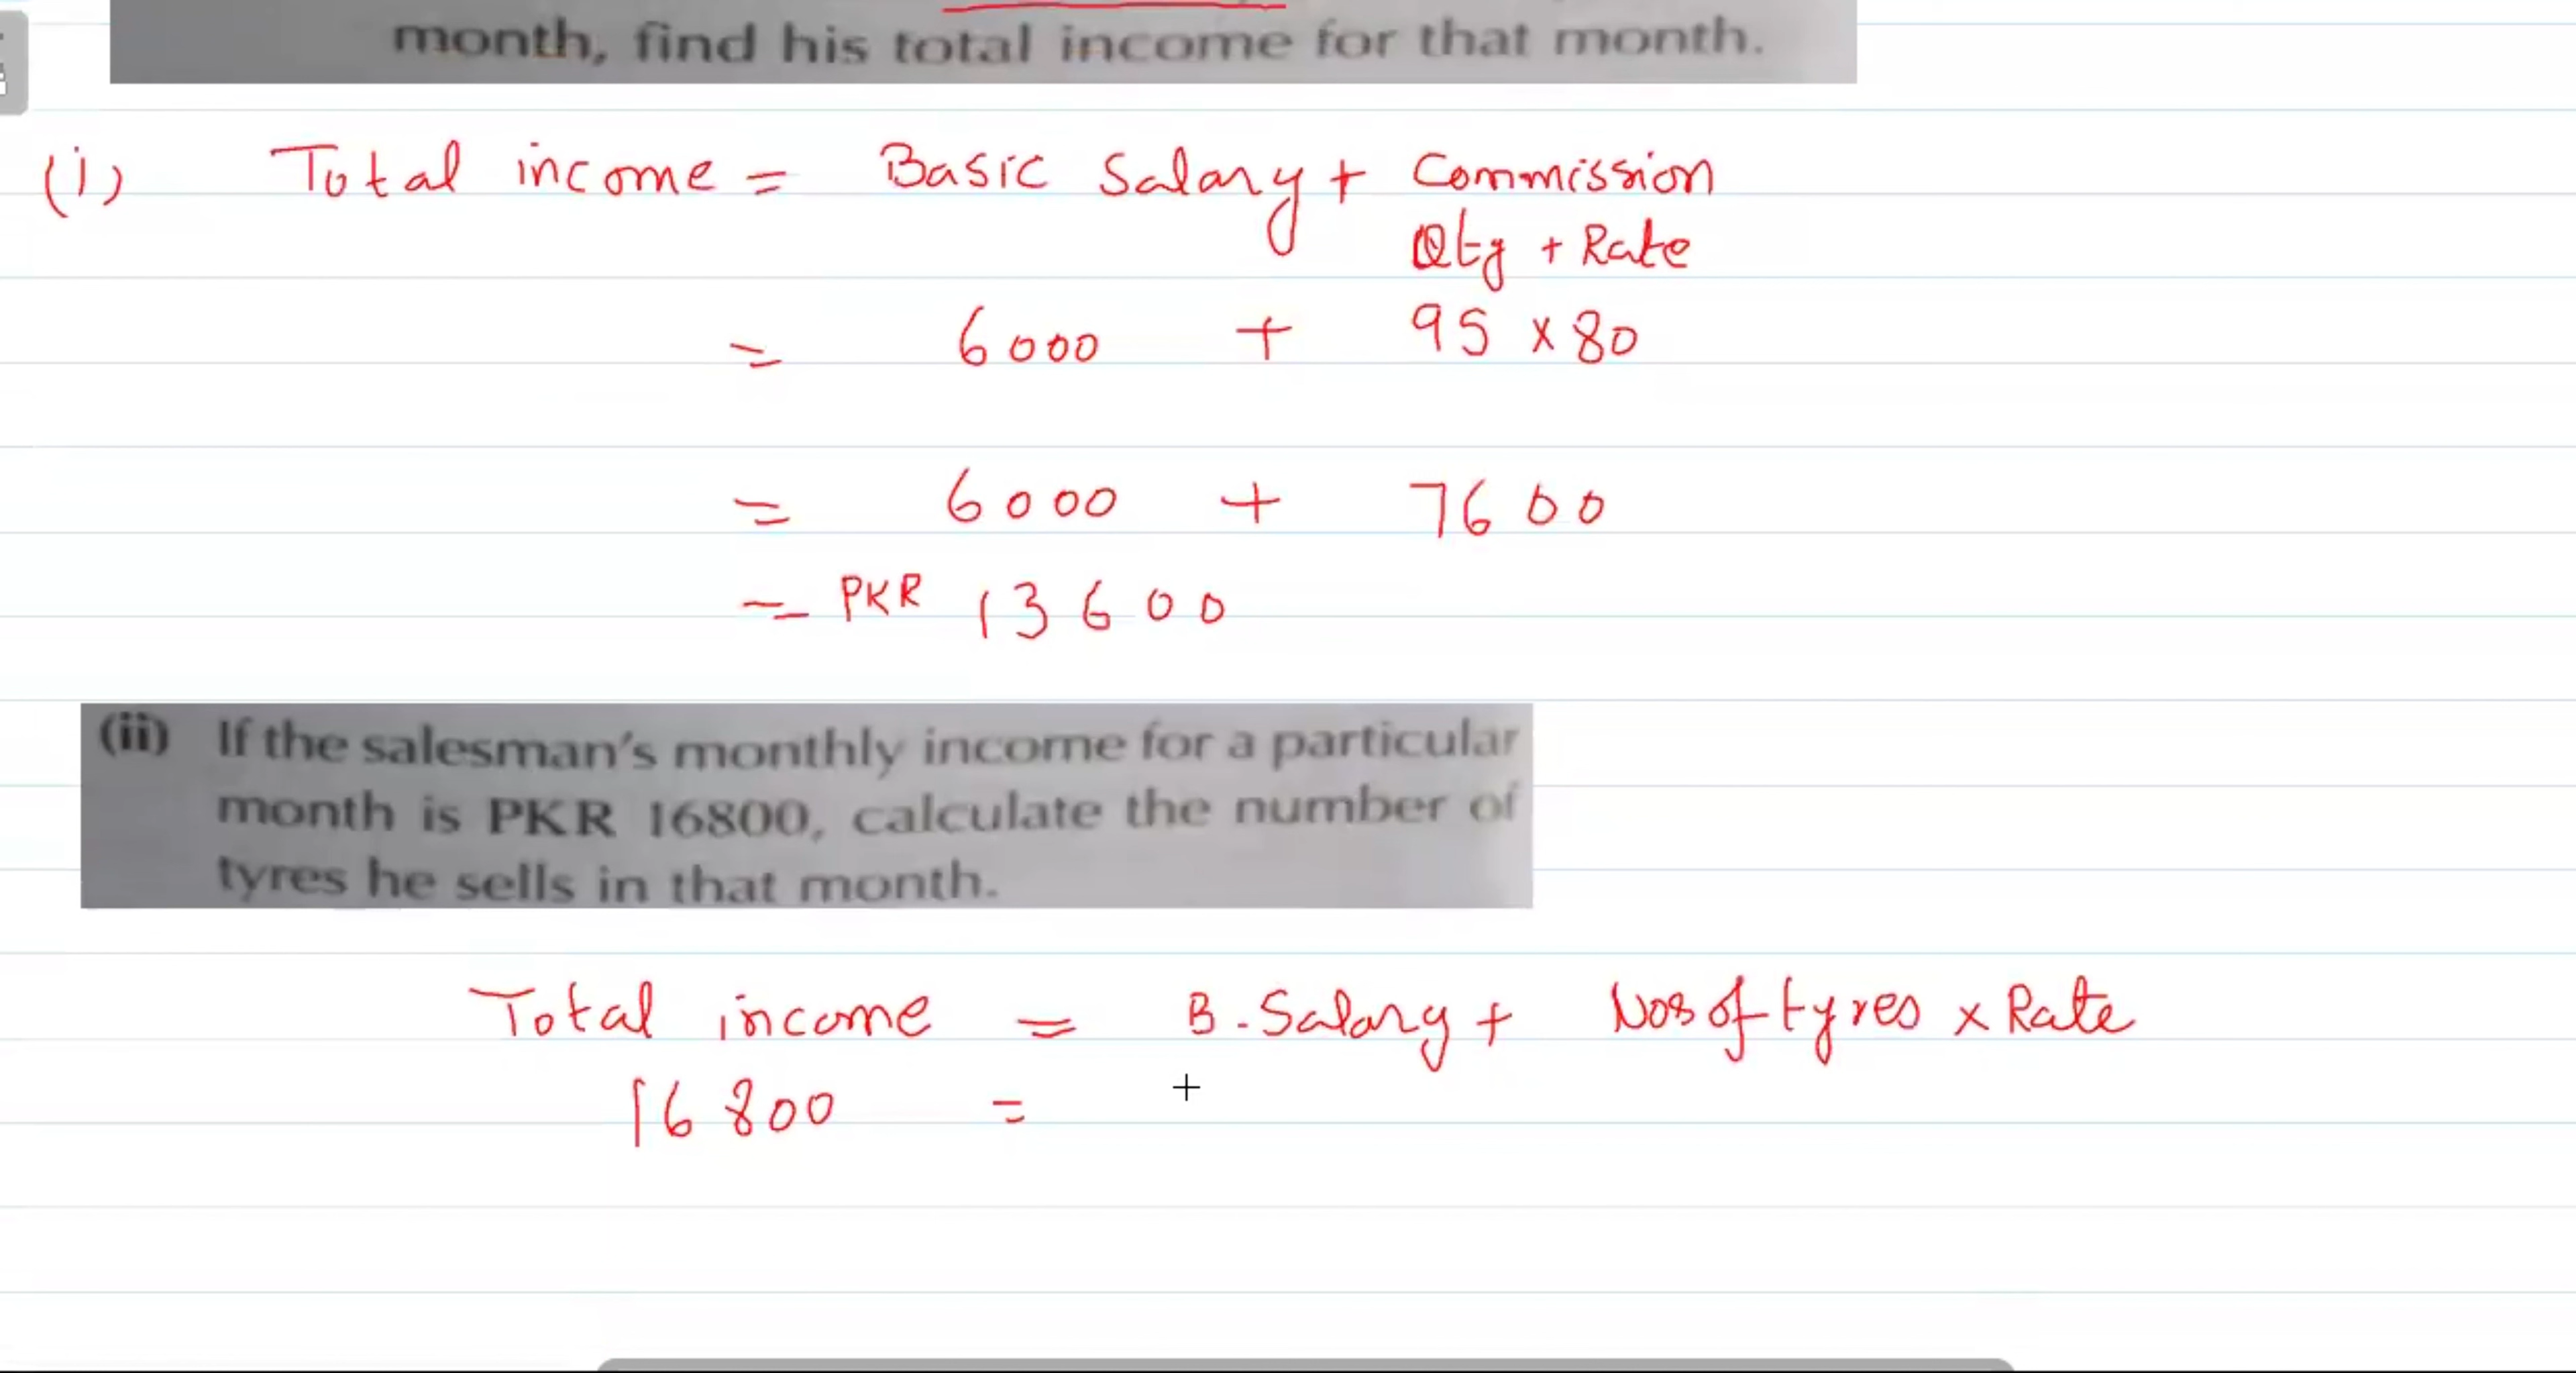 month, find his total income for that month.
(i) Total income = Basic Salary + Commission
Qty + Rate
= 6000 + 95 x 80
= 6000 + 7600
= PKR 13600
(ii) If the salesman's monthly income for a particular
month is PKR 16800, calculate the number of
tyres he sells in that month.
Total income = B. Salary + Nos of tyres x Rate
16800 =